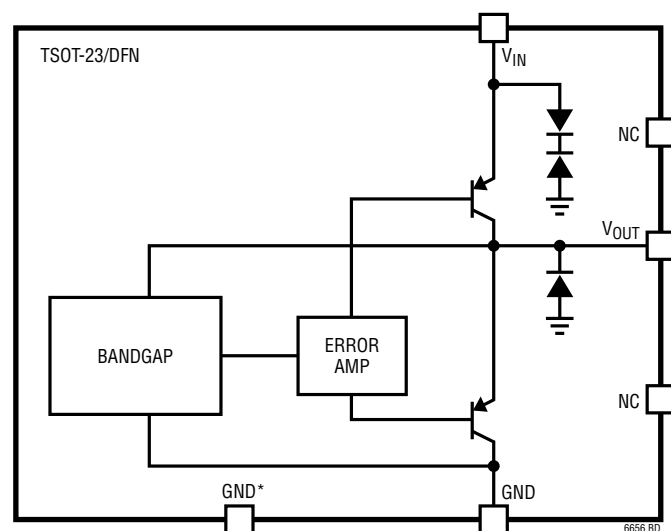 TSOT-23/DFN
VIN
NC
VOUT
BANDGAP
ERROR
AMP
NC
GND*
GND
6656 BD